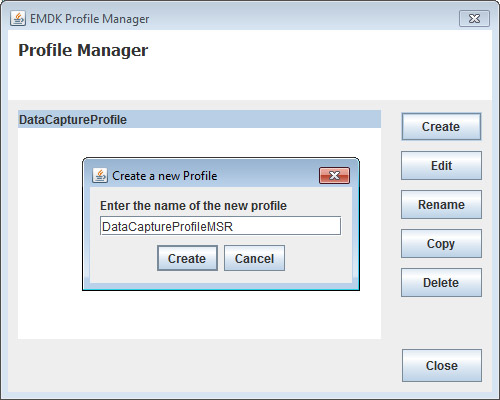 EMDK Profile Manager
Profile Manager
DataCaptureProfile
Create
Edit
Rename
Copy
Delete
Close
Create a new Profile
Enter the name of the new profile
DataCaptureProfileMSR
Create Cancel